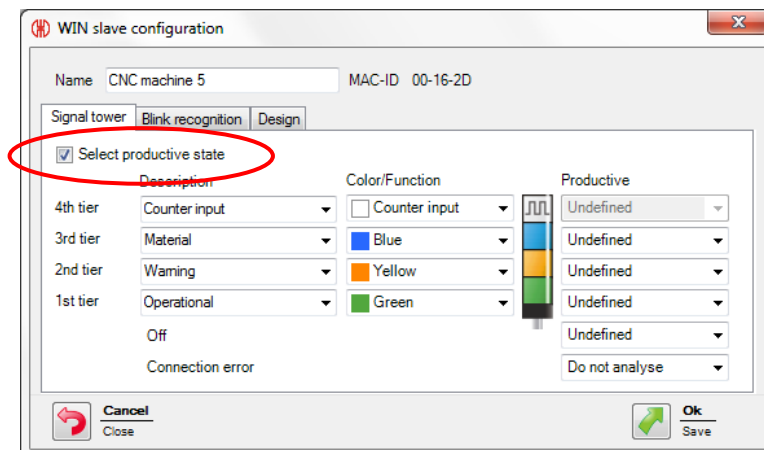 WIN slave configuration
Name CNC machine 5 MAC-ID 00-16-2D
Signal tower Blink recognition Design
Select productive state
Description Color/Function Productive
4th tier Counter input Counter input Undefined
3rd tier Material Blue Undefined
2nd tier Warning Yellow Undefined
1st tier Operational Green Undefined
Off Undefined
Connection error Do not analyse
Cancel Ok
Close Save